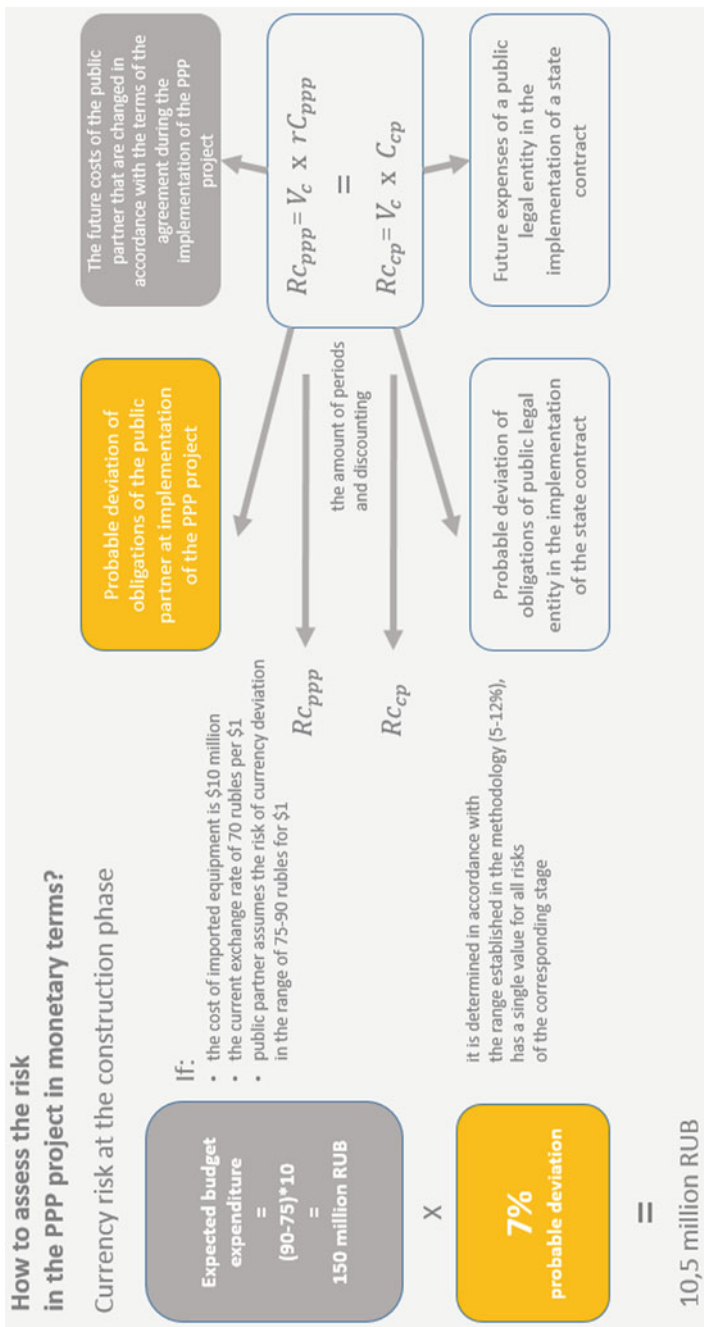 How to assess the risk
in the PPP project in monetary terms?
Currency risk at the construction phase
Expected budget
expenditure
=
(90-75)*10
=
150 million RUB
X
7%
probable deviation
=
10,5 million RUB
If:
• the cost of imported equipment is $10 million
• the current exchange rate of 70 rubles per $1
• public partner assumes the risk of currency deviation
in the range of 75-90 rubles for $1
it is determined in accordance with
the range established in the methodology (5-12%),
has a single value for all risks
of the corresponding stage
Rc_ppp
Rc_cp
the amount of periods
and discounting
Probable deviation of
obligations of the public
partner at implementation
of the PPP project
Probable deviation of
obligations of public legal
entity in the implementation
of the state contract
The future costs of the public
partner that are changed in
accordance with the terms of the
agreement during the
implementation of the PPP
project
Rc_ppp = V_c x rC_ppp
=
Rc_cp = V_c x C_cp
Future expenses of a public
legal entity in the
implementation of a state
contract